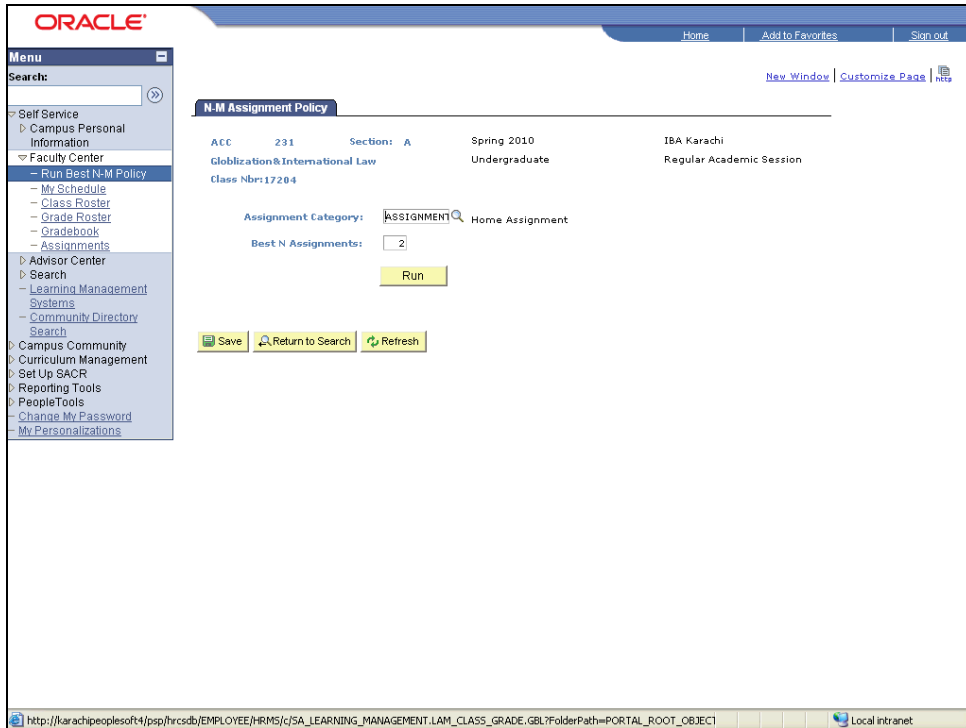 ORACLE
Home
Add to Favorites
Sign out
Menu
Search:
Self Service
Campus Personal
Information
Faculty Center
Run Best N-M Policy
My Schedule
Class Roster
Grade Roster
Gradebook
Assignments
Advisor Center
Search
Learning Management
Systems
Community Directory
Search
Campus Community
Curriculum Management
Set Up SACR
Reporting Tools
PeopleTools
Change My Password
My Personalizations
New Window | Customize Page |
http
N-M Assignment Policy
ACC 231 Section: A Spring 2010 IBA Karachi
Globlization&International Law Undergraduate Regular Academic Session
Class Nbr:17204
Assignment Category: ASSIGNMENT Home Assignment
Best N Assignments: 2
Run
Save Return to Search Refresh
http://karachipeoplesoft4/psp/hrcsdb/EMPLOYEE/HRMS/c/SA_LEARNING_MANAGEMENT.LAM_CLASS_GRADE.GBL?FolderPath=PORTAL_ROOT_OBJECT Local intranet